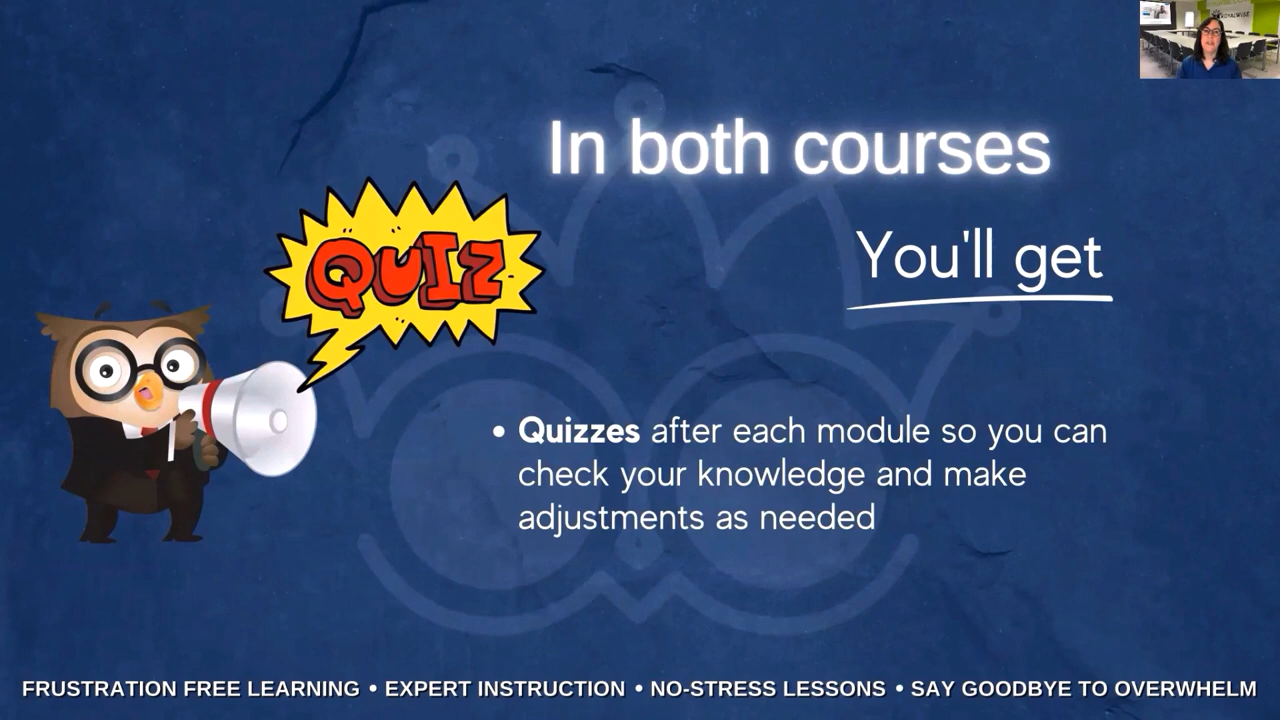 In both courses
You'll get
QUIZ
• Quizzes after each module so you can
check your knowledge and make
adjustments as needed
FRUSTRATION FREE LEARNING • EXPERT INSTRUCTION • NO-STRESS LESSONS • SAY GOODBYE TO OVERWHELM